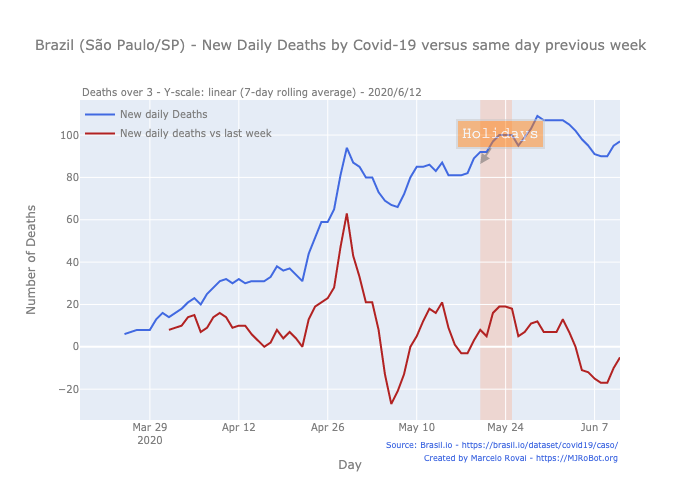 Brazil (São Paulo/SP) - New Daily Deaths by Covid-19 versus same day previous week
Deaths over 3 - Y-scale: linear (7-day rolling average) - 2020/6/12
New daily Deaths
New daily deaths vs last week
Holidays
100
80
60
40
20
0
−20
Number of Deaths
Mar 29
2020
Apr 12
Apr 26
May 10
May 24
Jun 7
Day
Source: Brasil.io - https://brasil.io/dataset/covid19/caso/
Created by Marcelo Rovai - https://MJRoBot.org